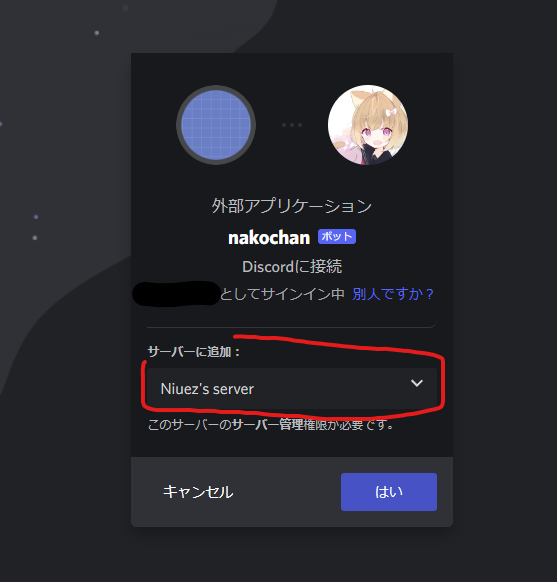 外部アプリケーション
nakochan ボット
Discordに接続
としてサインイン中 別人ですか？
サーバーに追加：
Niuez's server
このサーバーのサーバー管理権限が必要です。
キャンセル はい